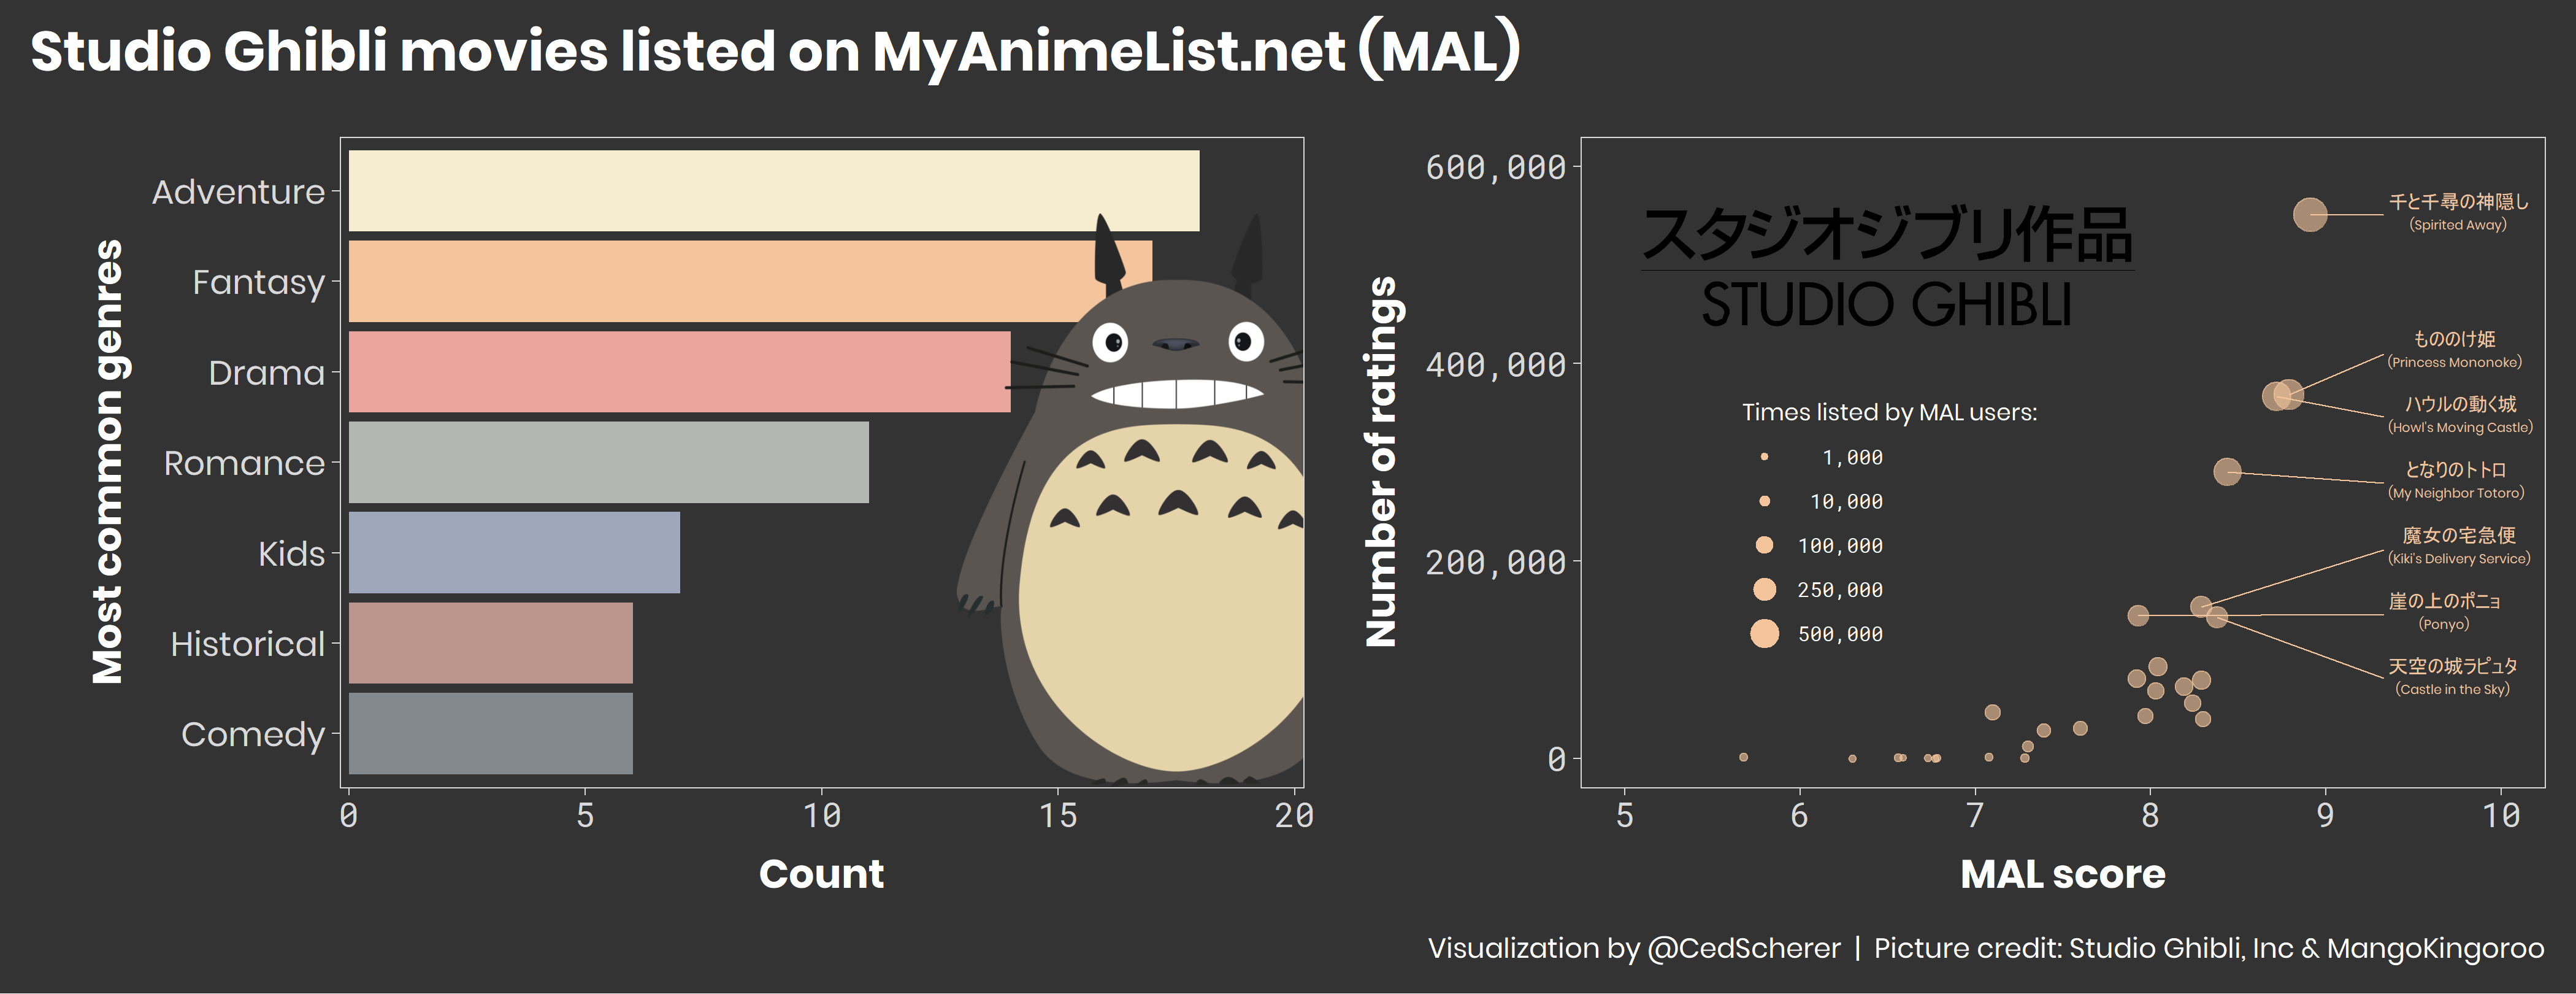 Studio Ghibli movies listed on MyAnimeList.net (MAL)
Most common genres
Adventure
Fantasy
Drama
Romance
Kids
Historical
Comedy
0 5 10 15 20
Count
Number of ratings
600,000
400,000
200,000
0
スタジオジブリ作品
STUDIO GHIBLI
Times listed by MAL users:
1,000
10,000
100,000
250,000
500,000
千と千尋の神隠し
(Spirited Away)
もののけ姫
(Princess Mononoke)
ハウルの動く城
(Howl's Moving Castle)
となりのトトロ
(My Neighbor Totoro)
魔女の宅急便
(Kiki's Delivery Service)
崖の上のポニョ
(Ponyo)
天空の城ラピュタ
(Castle in the Sky)
5 6 7 8 9 10
MAL score
Visualization by @CedScherer | Picture credit: Studio Ghibli, Inc & MangoKingoroo